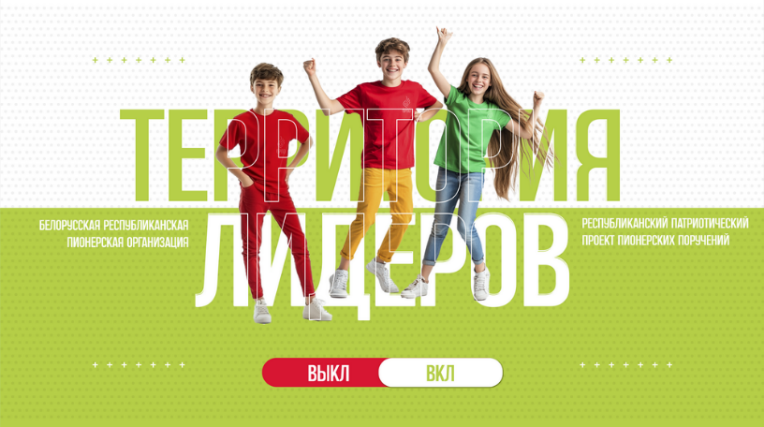 ТЕРРИТОРИЯ
ЛИДЕРОВ
БЕЛОРУССКАЯ РЕСПУБЛИКАНСКАЯ
ПИОНЕРСКАЯ ОРГАНИЗАЦИЯ
РЕСПУБЛИКАНСКИЙ ПАТРИОТИЧЕСКИЙ
ПРОЕКТ ПИОНЕРСКИХ ПОРУЧЕНИЙ
ВЫКЛ
ВКЛ